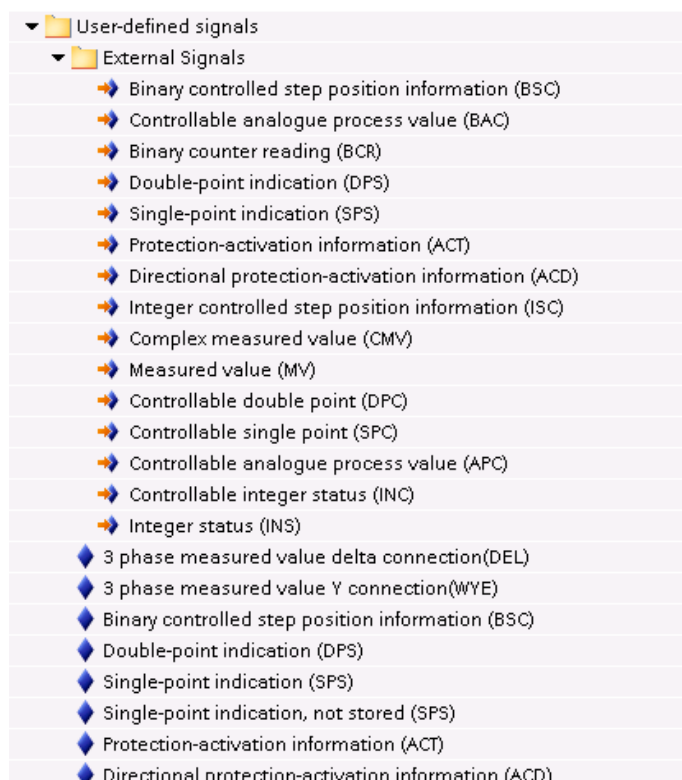 User-defined signals
External Signals
Binary controlled step position information (BSC)
Controllable analogue process value (BAC)
Binary counter reading (BCR)
Double-point indication (DPS)
Single-point indication (SPS)
Protection-activation information (ACT)
Directional protection-activation information (ACD)
Integer controlled step position information (ISC)
Complex measured value (CMV)
Measured value (MV)
Controllable double point (DPC)
Controllable single point (SPC)
Controllable analogue process value (APC)
Controllable integer status (INC)
Integer status (INS)
3 phase measured value delta connection(DEL)
3 phase measured value Y connection(WYE)
Binary controlled step position information (BSC)
Double-point indication (DPS)
Single-point indication (SPS)
Single-point indication, not stored (SPS)
Protection-activation information (ACT)
Directional protection-activation information (ACD)